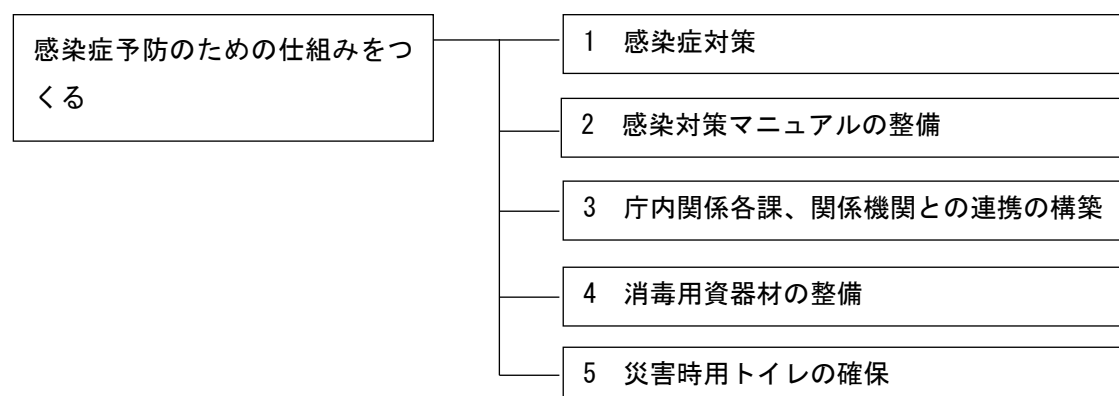 感染症予防のための仕組みをつ
くる
1　感染症対策
2　感染対策マニュアルの整備
3　庁内関係各課、関係機関との連携の構築
4　消毒用資器材の整備
5　災害時用トイレの確保